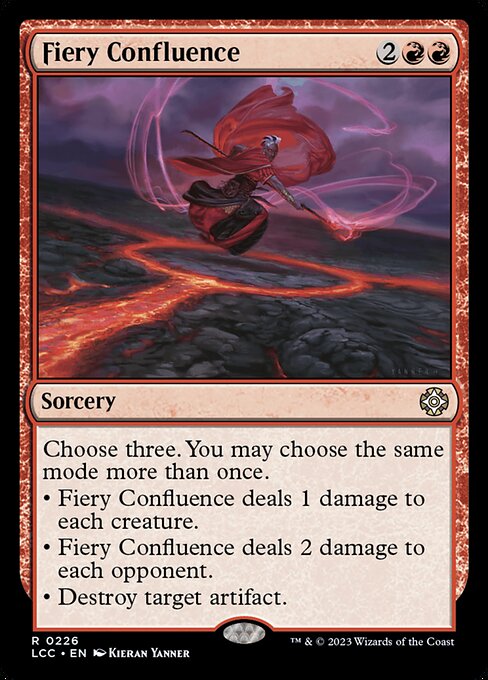 Fiery Confluence 2
YANNER
Sorcery
Choose three. You may choose the same
mode more than once.
• Fiery Confluence deals 1 damage to
each creature.
• Fiery Confluence deals 2 damage to
each opponent.
• Destroy target artifact.
R 0226
™ & © 2023 Wizards of the Coast
LCC • EN KIERAN YANNER